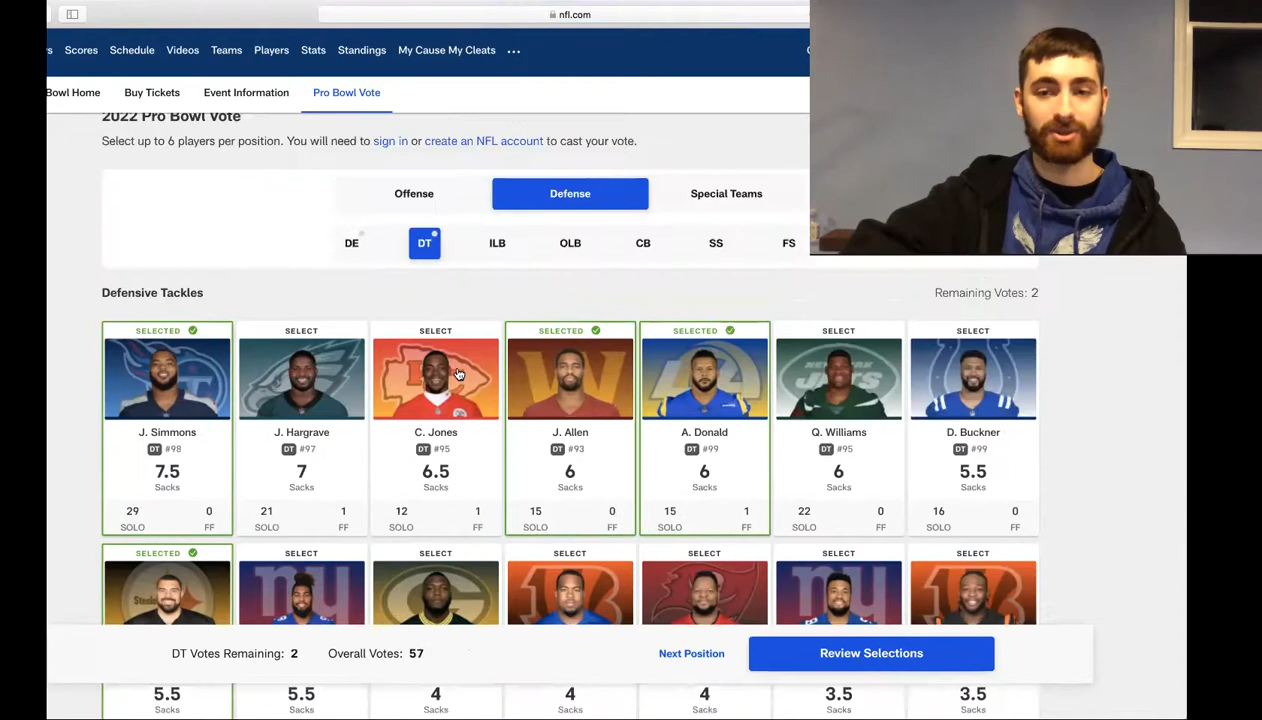 nfl.com
s Scores Schedule Videos Teams Players Stats Standings My Cause My Cleats ...
Bowl Home Buy Tickets Event Information Pro Bowl Vote
2022 Pro Bowl Vote
Select up to 6 players per position. You will need to sign in or create an NFL account to cast your vote.
Offense Defense Special Teams
DE DT ILB OLB CB SS FS
Defensive Tackles Remaining Votes: 2
SELECTED SELECT SELECT SELECTED SELECTED SELECT SELECT
J. Simmons J. Hargrave C. Jones J. Allen A. Donald Q. Williams D. Buckner
DT #98 DT #97 DT #95 DT #93 DT #99 DT #95 DT #99
7.5 7 6.5 6 6 6 5.5
Sacks Sacks Sacks Sacks Sacks Sacks Sacks
29 0 21 1 12 1 15 0 15 1 22 0 16 0
SOLO FF SOLO FF SOLO FF SOLO FF SOLO FF SOLO FF SOLO FF
SELECTED SELECT SELECT SELECT SELECT SELECT SELECT
Steelers ny G ny
DT Votes Remaining: 2 Overall Votes: 57 Next Position Review Selections
5.5 5.5 4 4 4 3.5 3.5
Sacks Sacks Sacks Sacks Sacks Sacks Sacks